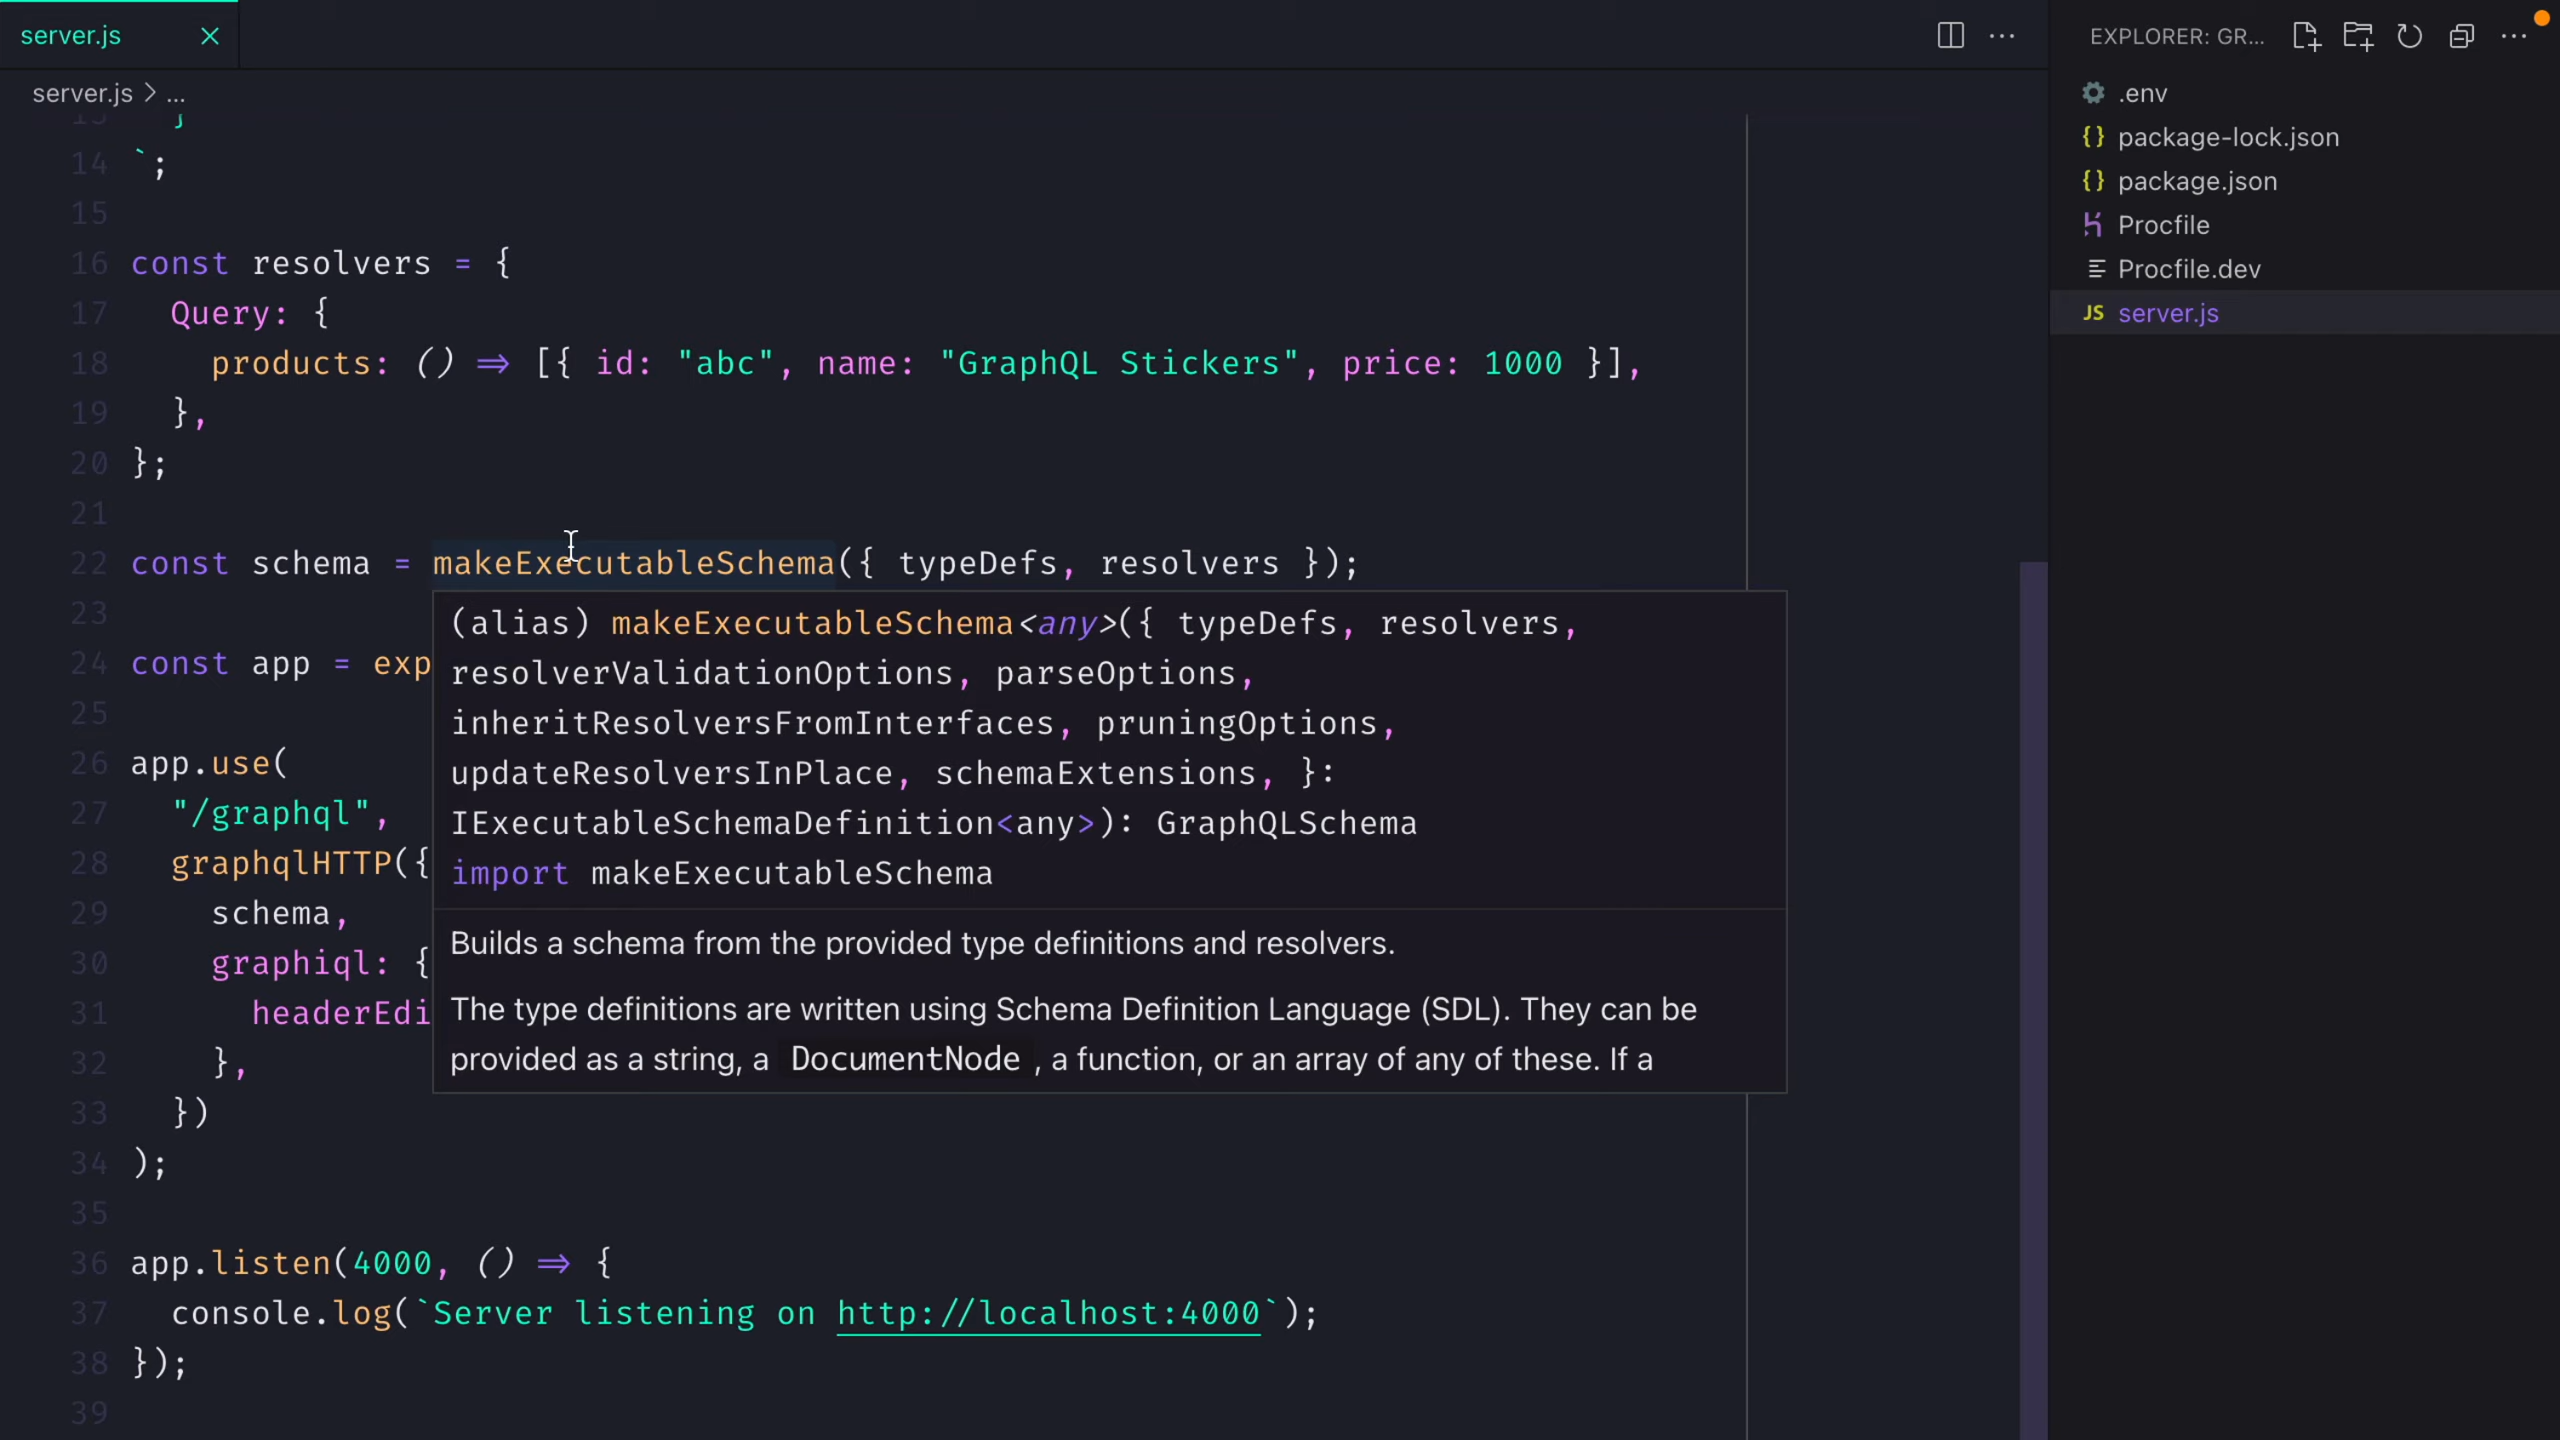 server.js
EXPLORER: GR...
server.js > ...
.env
package-lock.json
package.json
Procfile
Procfile.dev
JS server.js
13 }
14 `;
15
16 const resolvers = {
17 Query: {
18 products: () => [{ id: "abc", name: "GraphQL Stickers", price: 1000 }],
19 },
20 };
21
22 const schema = makeExecutableSchema({ typeDefs, resolvers });
23
24 const app = exp
25
26 app.use(
27 "/graphql",
28 graphqlHTTP({
29 schema,
30 graphiql: {
31 headerEdi
32 },
33 })
34 );
35
36 app.listen(4000, () => {
37 console.log(`Server listening on http://localhost:4000`);
38 });
39
(alias) makeExecutableSchema<any>({ typeDefs, resolvers,
resolverValidationOptions, parseOptions,
inheritResolversFromInterfaces, pruningOptions,
updateResolversInPlace, schemaExtensions, }:
IExecutableSchemaDefinition<any>): GraphQLSchema
import makeExecutableSchema
Builds a schema from the provided type definitions and resolvers.
The type definitions are written using Schema Definition Language (SDL). They can be
provided as a string, a DocumentNode , a function, or an array of any of these. If a